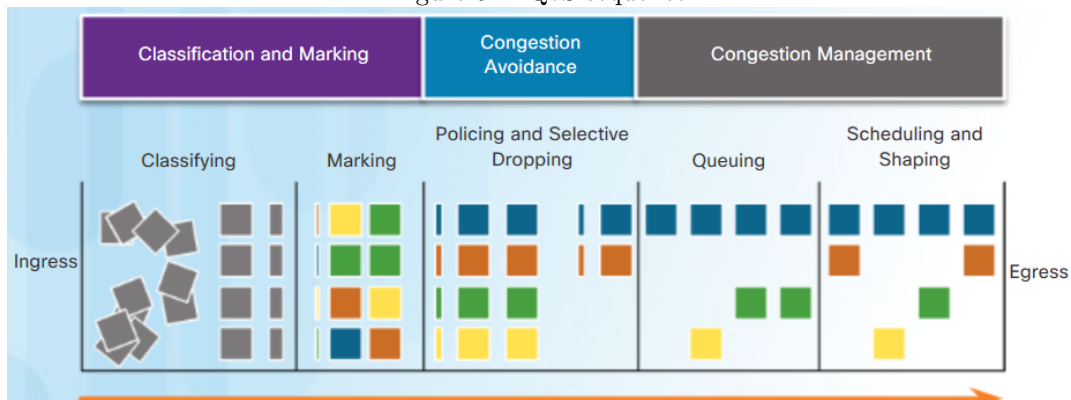 Classification and Marking
Congestion
Avoidance
Congestion Management
Classifying
Marking
Policing and Selective
Dropping
Queuing
Scheduling and
Shaping
Ingress
Egress